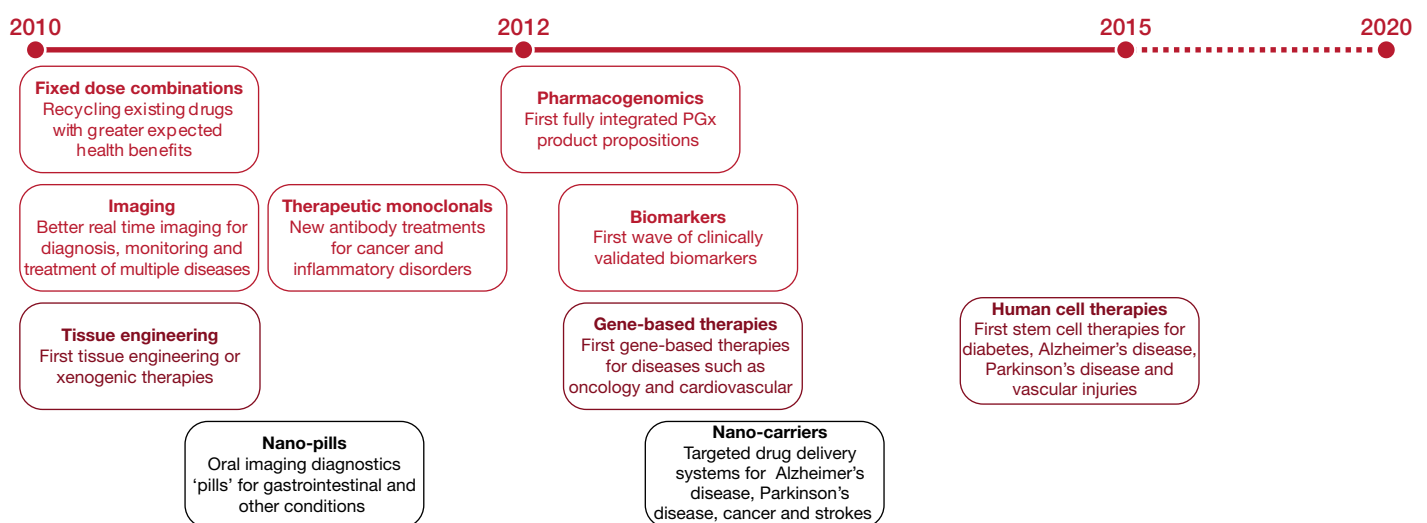 2010
2012
2015
2020
Fixed dose combinations
Recycling existing drugs
with greater expected
health benefits
Pharmacogenomics
First fully integrated PGx
product propositions
Imaging
Better real time imaging for
diagnosis, monitoring and
treatment of multiple diseases
Therapeutic monoclonals
New antibody treatments
for cancer and
inflammatory disorders
Biomarkers
First wave of clinically
validated biomarkers
Tissue engineering
First tissue engineering or
xenogenic therapies
Gene-based therapies
First gene-based therapies
for diseases such as
oncology and cardiovascular
Human cell therapies
First stem cell therapies for
diabetes, Alzheimer’s disease,
Parkinson’s disease and
vascular injuries
Nano-pills
Oral imaging diagnostics
‘pills’ for gastrointestinal and
other conditions
Nano-carriers
Targeted drug delivery
systems for Alzheimer’s
disease, Parkinson’s
disease, cancer and strokes